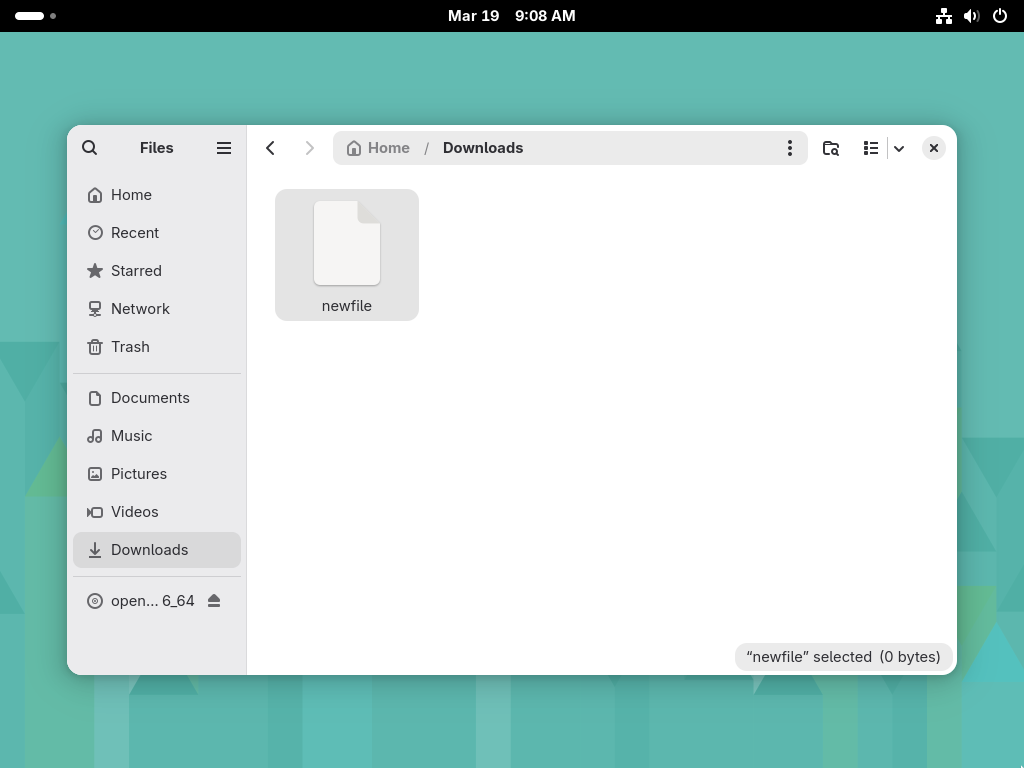 Mar 19 9:08 AM
Files
Home / Downloads
Home
Recent
Starred
Network
Trash
Documents
Music
Pictures
Videos
Downloads
open… 6_64
newfile
“newfile” selected (0 bytes)